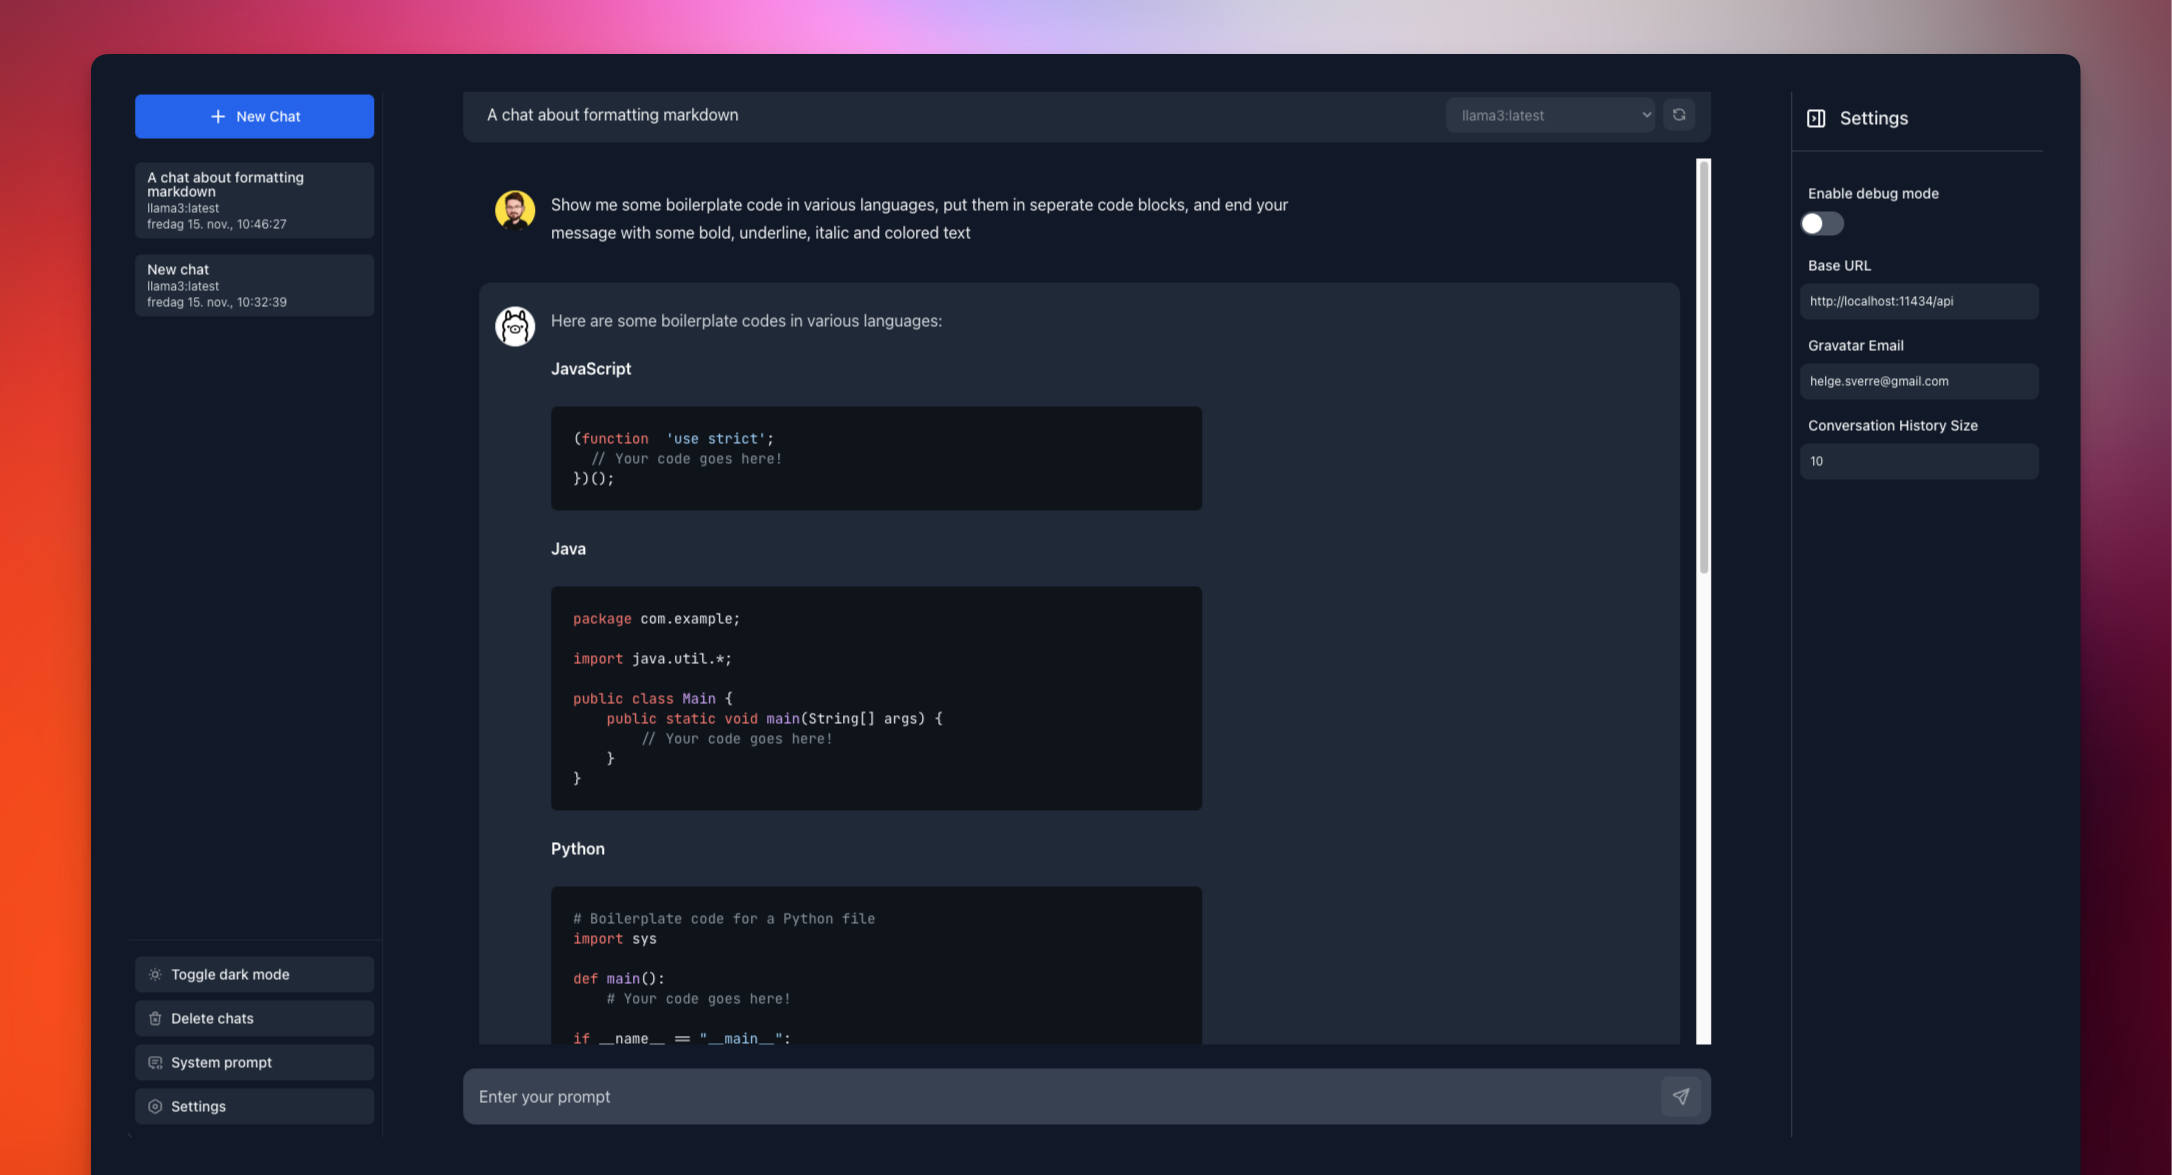 New Chat
A chat about formatting
markdown
llama3:latest
fredag 15. nov., 10:46:27
New chat
llama3:latest
fredag 15. nov., 10:32:39
Toggle dark mode
Delete chats
System prompt
Settings
A chat about formatting markdown
llama3:latest
Show me some boilerplate code in various languages, put them in seperate code blocks, and end your
message with some bold, underline, italic and colored text
Here are some boilerplate codes in various languages:
JavaScript
(function  'use strict';
  // Your code goes here!
})();
Java
package com.example;
import java.util.*;
public class Main {
    public static void main(String[] args) {
        // Your code goes here!
    }
}
Python
# Boilerplate code for a Python file
import sys
def main():
    # Your code goes here!
if __name__ == "__main__":
Enter your prompt
Settings
Enable debug mode
Base URL
http://localhost:11434/api
Gravatar Email
helge.sverre@gmail.com
Conversation History Size
10